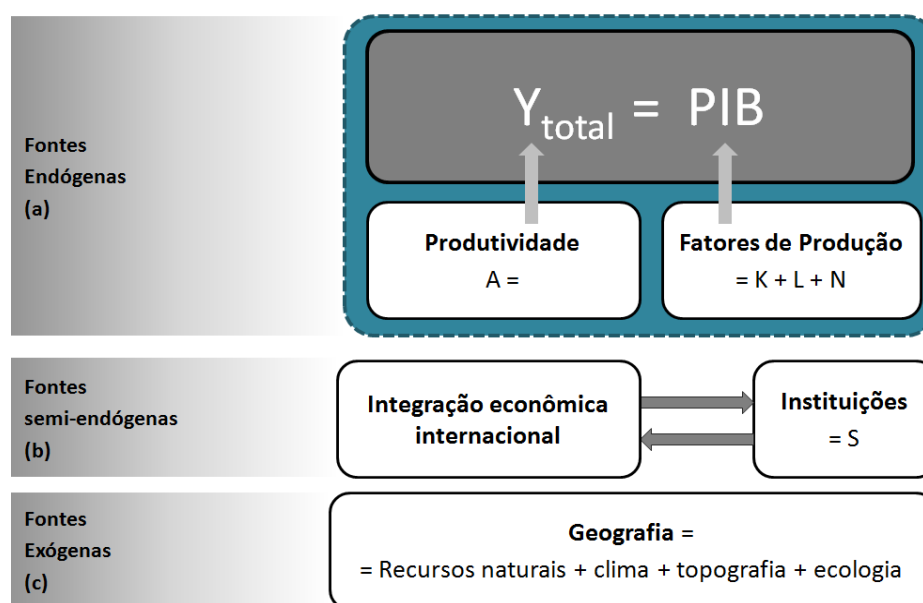 Fontes
Endógenas
(a)
Y_total = PIB
Produtividade
A =
Fatores de Produção
= K + L + N
Fontes
semi-endógenas
(b)
Integração econômica
internacional
Instituições
= S
Fontes
Exógenas
(c)
Geografia =
= Recursos naturais + clima + topografia + ecologia